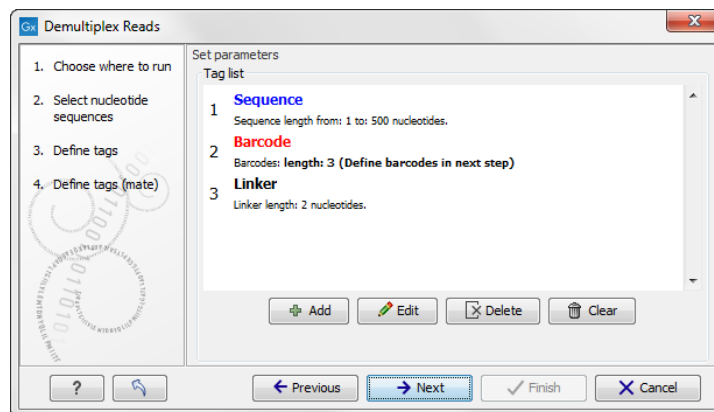 Gx Demultiplex Reads
x
1. Choose where to run
2. Select nucleotide
sequences
3. Define tags
4. Define tags (mate)
Set parameters
Tag list
1 Sequence
Sequence length from: 1 to: 500 nucleotides.
2 Barcode
Barcodes: length: 3 (Define barcodes in next step)
3 Linker
Linker length: 2 nucleotides.
Add Edit Delete Clear
? Previous Next Finish Cancel